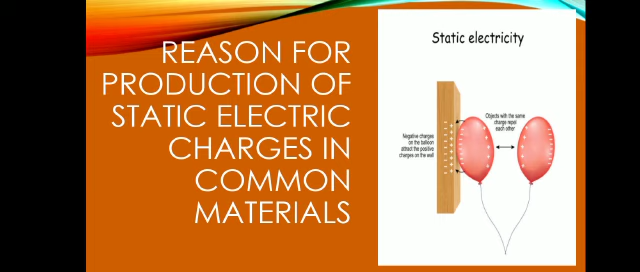 REASON FOR
PRODUCTION OF
STATIC ELECTRIC
CHARGES IN
COMMON
MATERIALS
Static electricity
Negative charges
on the balloon
attract the positive
charges on the wall
Objects with the same
charge repel
each other